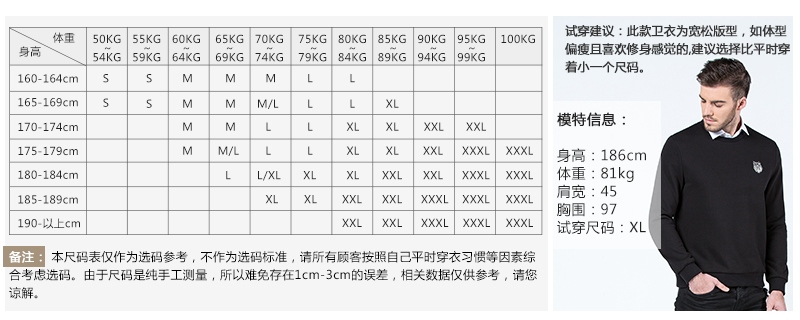 体重 50KG~54KG 55KG~59KG 60KG~64KG 65KG~69KG 70KG~74KG 75KG~79KG 80KG~84KG 85KG~89KG 90KG~94KG 95KG~99KG 100KG
身高
160-164cm S S M M M L L
165-169cm S S M M M/L L L XL
170-174cm M M L L XL XL XXL XXL
175-179cm M M/L L L XL XL XXL XXXL XXXL
180-184cm L L/XL XL XL XXL XXL XXXL XXXL
185-189cm XL XL XXL XXL XXXL XXXL XXXL
190-以上cm XXL XXL XXXL XXXL XXXL
备注： 本尺码表仅作为选码参考，不作为选码标准，请所有顾客按照自己平时穿衣习惯等因素综
合考虑选码。由于尺码是纯手工测量，所以难免存在1cm-3cm的误差，相关数据仅供参考，请您
谅解。
试穿建议：此款卫衣为宽松版型，如体型
偏瘦且喜欢修身感觉的,建议选择比平时穿
着小一个尺码。
模特信息：
身高：186cm
体重：81kg
肩宽：45
胸围：97
试穿尺码：XL